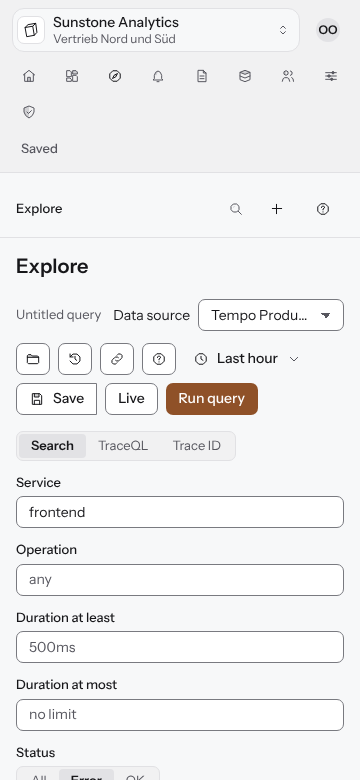 Sunstone Analytics
Vertrieb Nord und Süd
OO
Saved
Explore
Explore
Untitled query Data source Tempo Produ...
Last hour
Save Live Run query
Search TraceQL Trace ID
Service
frontend
Operation
any
Duration at least
500ms
Duration at most
no limit
Status
All Error OK